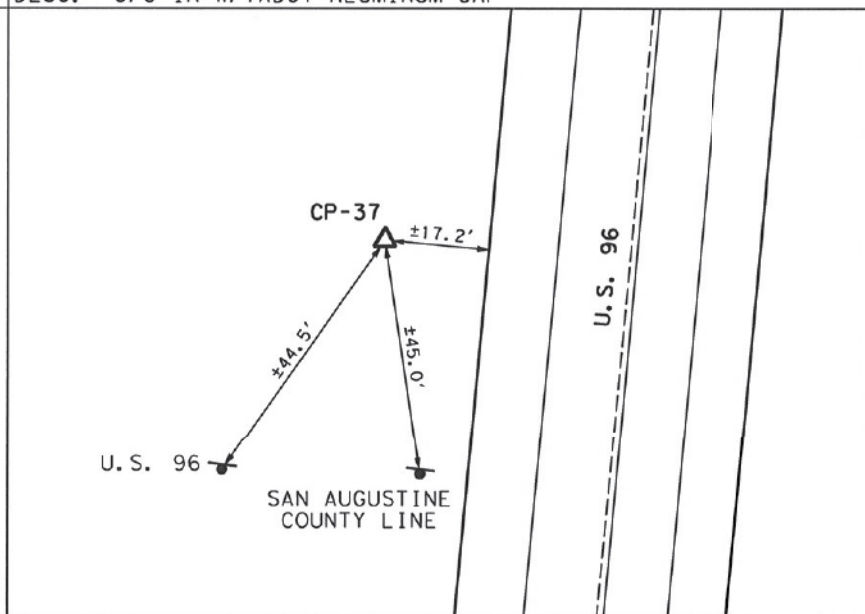 CP-37
±17.2'
U.S. 96
±44.5'
±45.0'
U.S. 96
SAN AUGUSTINE
COUNTY LINE